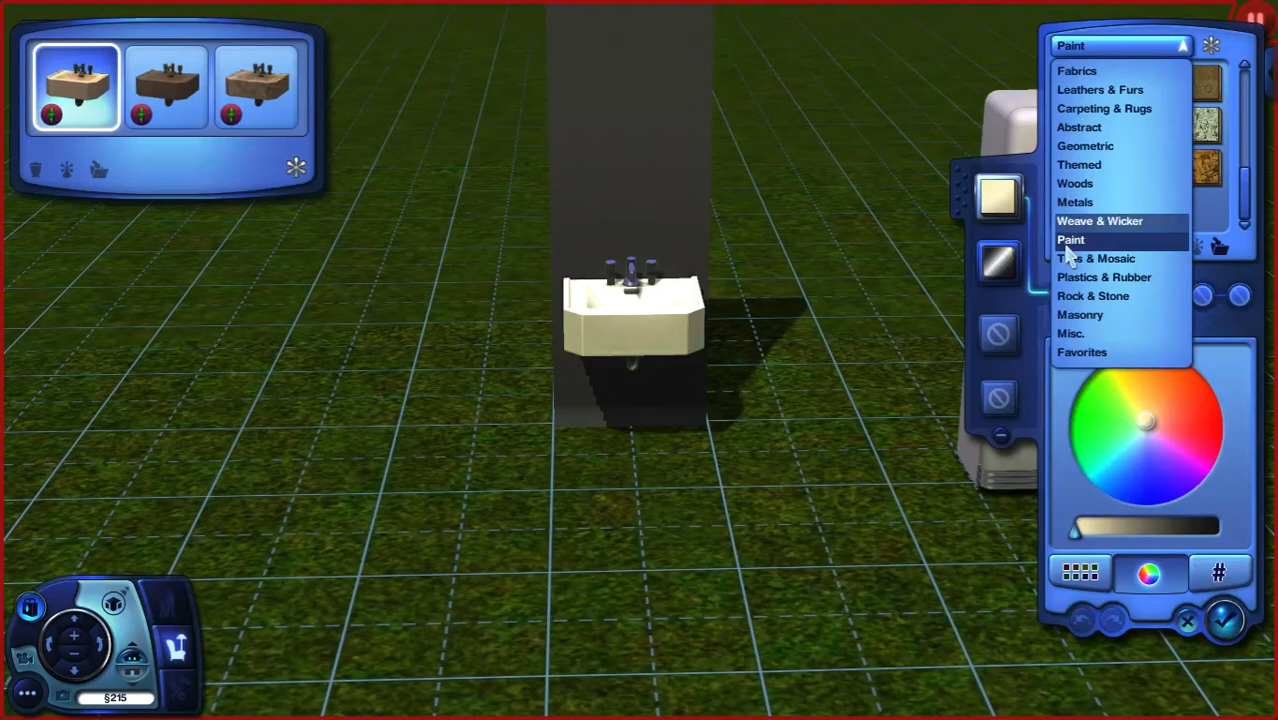 Paint
Fabrics
Leathers & Furs
Carpeting & Rugs
Abstract
Geometric
Themed
Woods
Metals
Weave & Wicker
Paint
& Mosaic
Plastics & Rubber
Rock & Stone
Masonry
Misc.
Favorites
#
§215